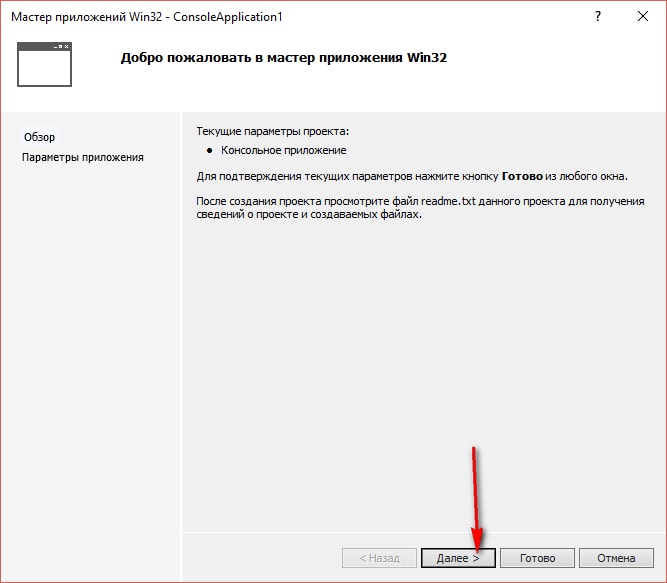 Мастер приложений Win32 - ConsoleApplication1
?
Добро пожаловать в мастер приложения Win32
Обзор
Параметры приложения
Текущие параметры проекта:
● Консольное приложение
Для подтверждения текущих параметров нажмите кнопку Готово из любого окна.
После создания проекта просмотрите файл readme.txt данного проекта для получения
сведений о проекте и создаваемых файлах.
< Назад
Далее >
Готово
Отмена